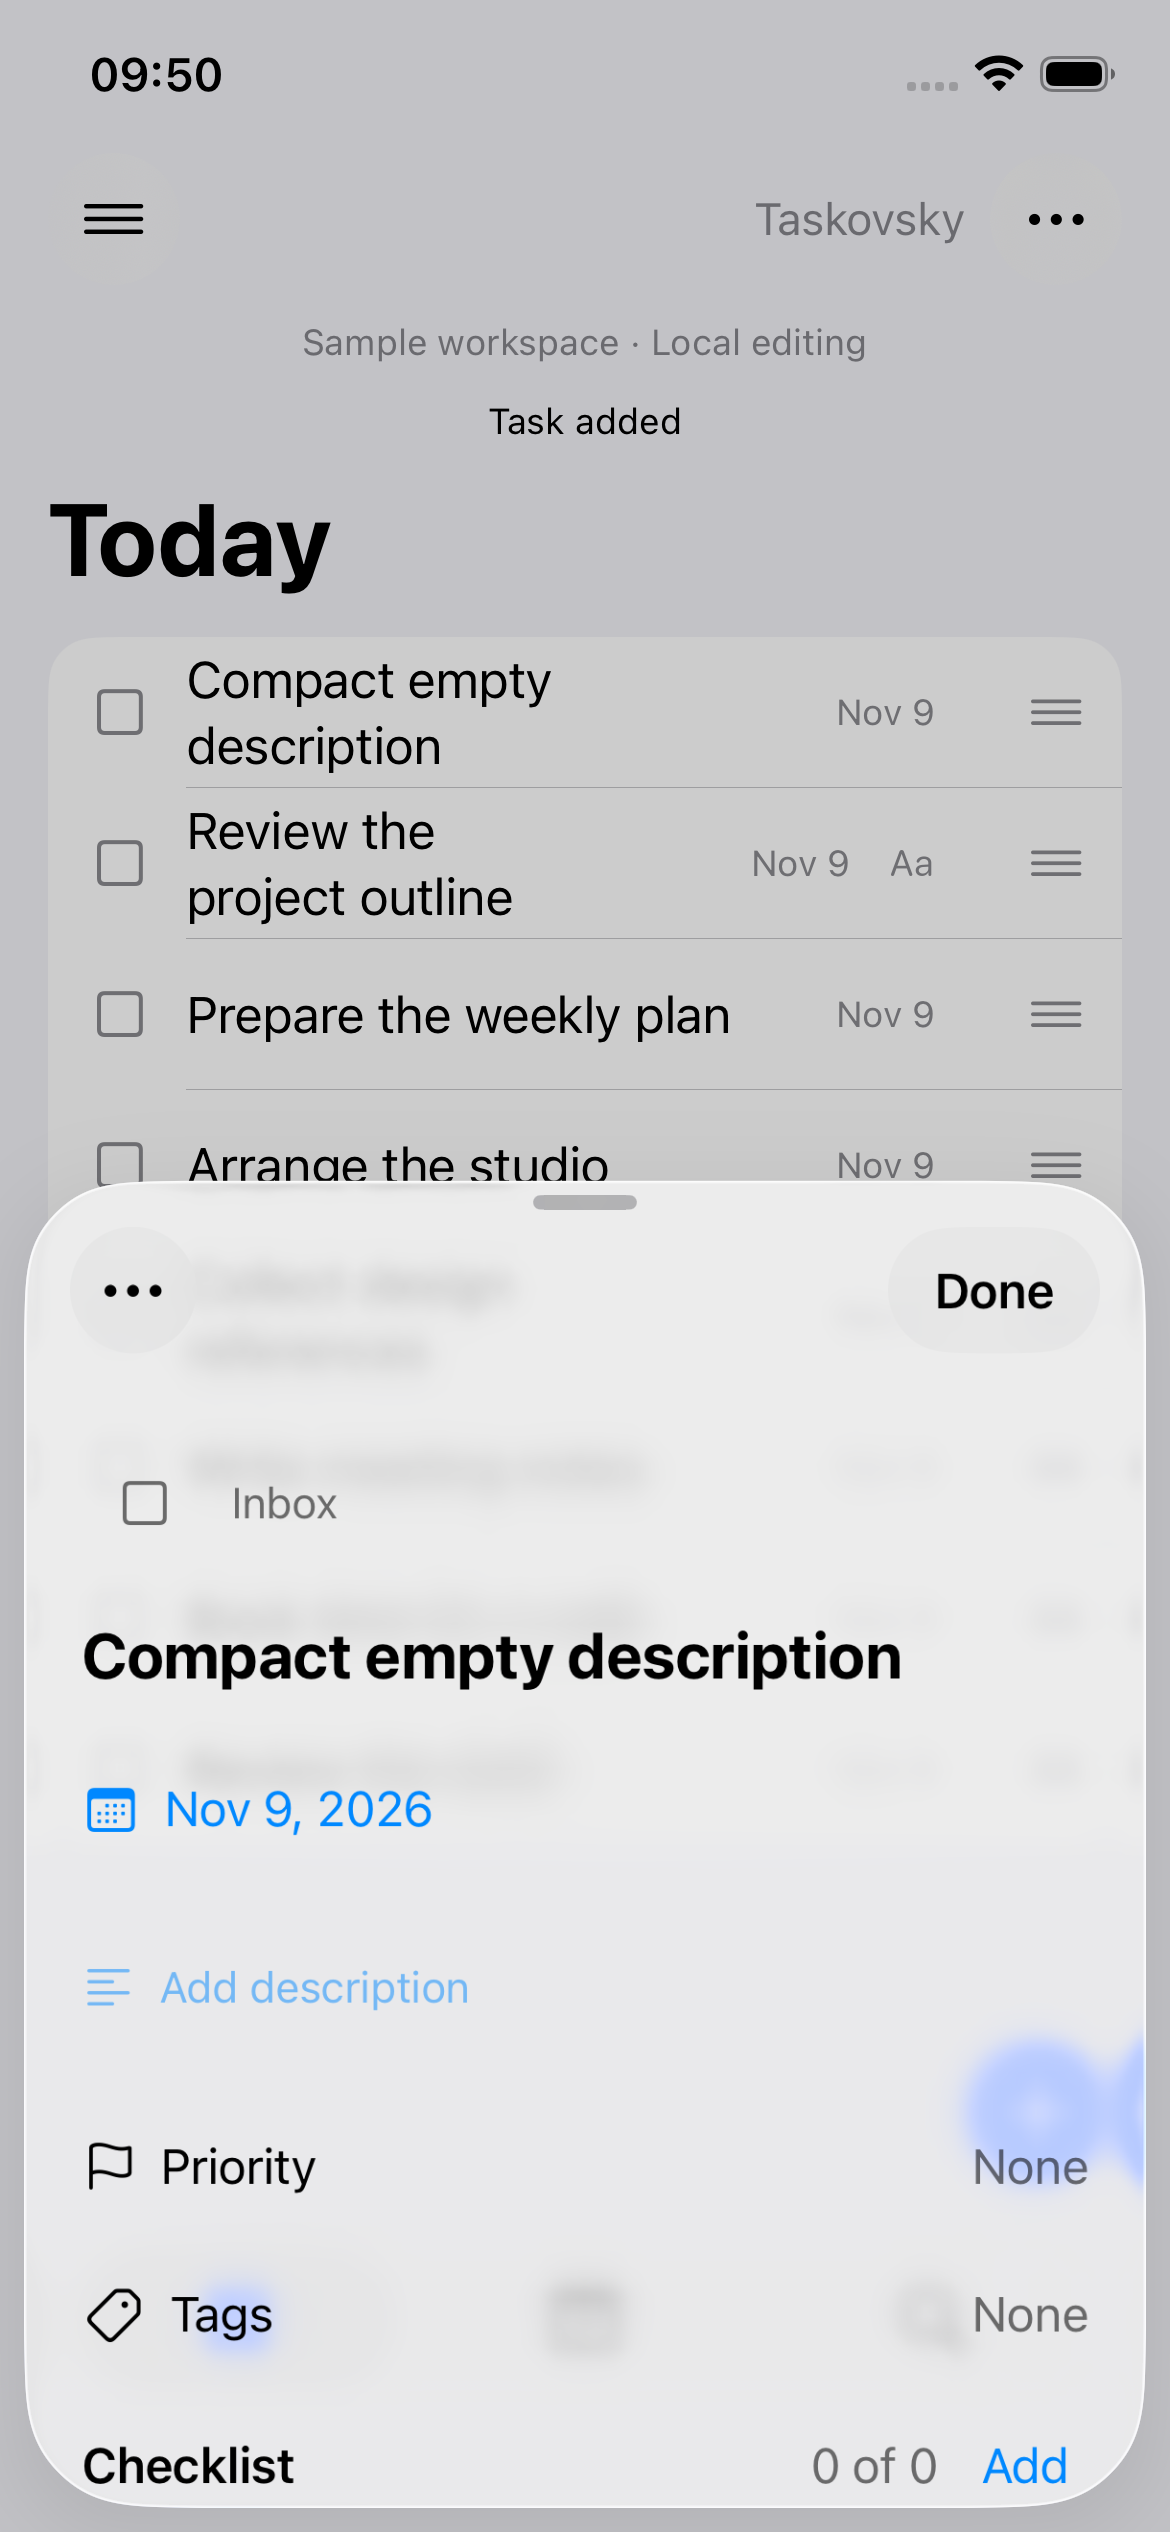 09:50
Taskovsky
Sample workspace · Local editing
Task added
Today
Compact empty
description
Nov 9
Review the
project outline
Nov 9 Aa
Prepare the weekly plan
Nov 9
Arrange the studio
Nov 9
Done
Inbox
Compact empty description
Nov 9, 2026
Add description
Priority
None
Tags
None
Checklist
0 of 0
Add